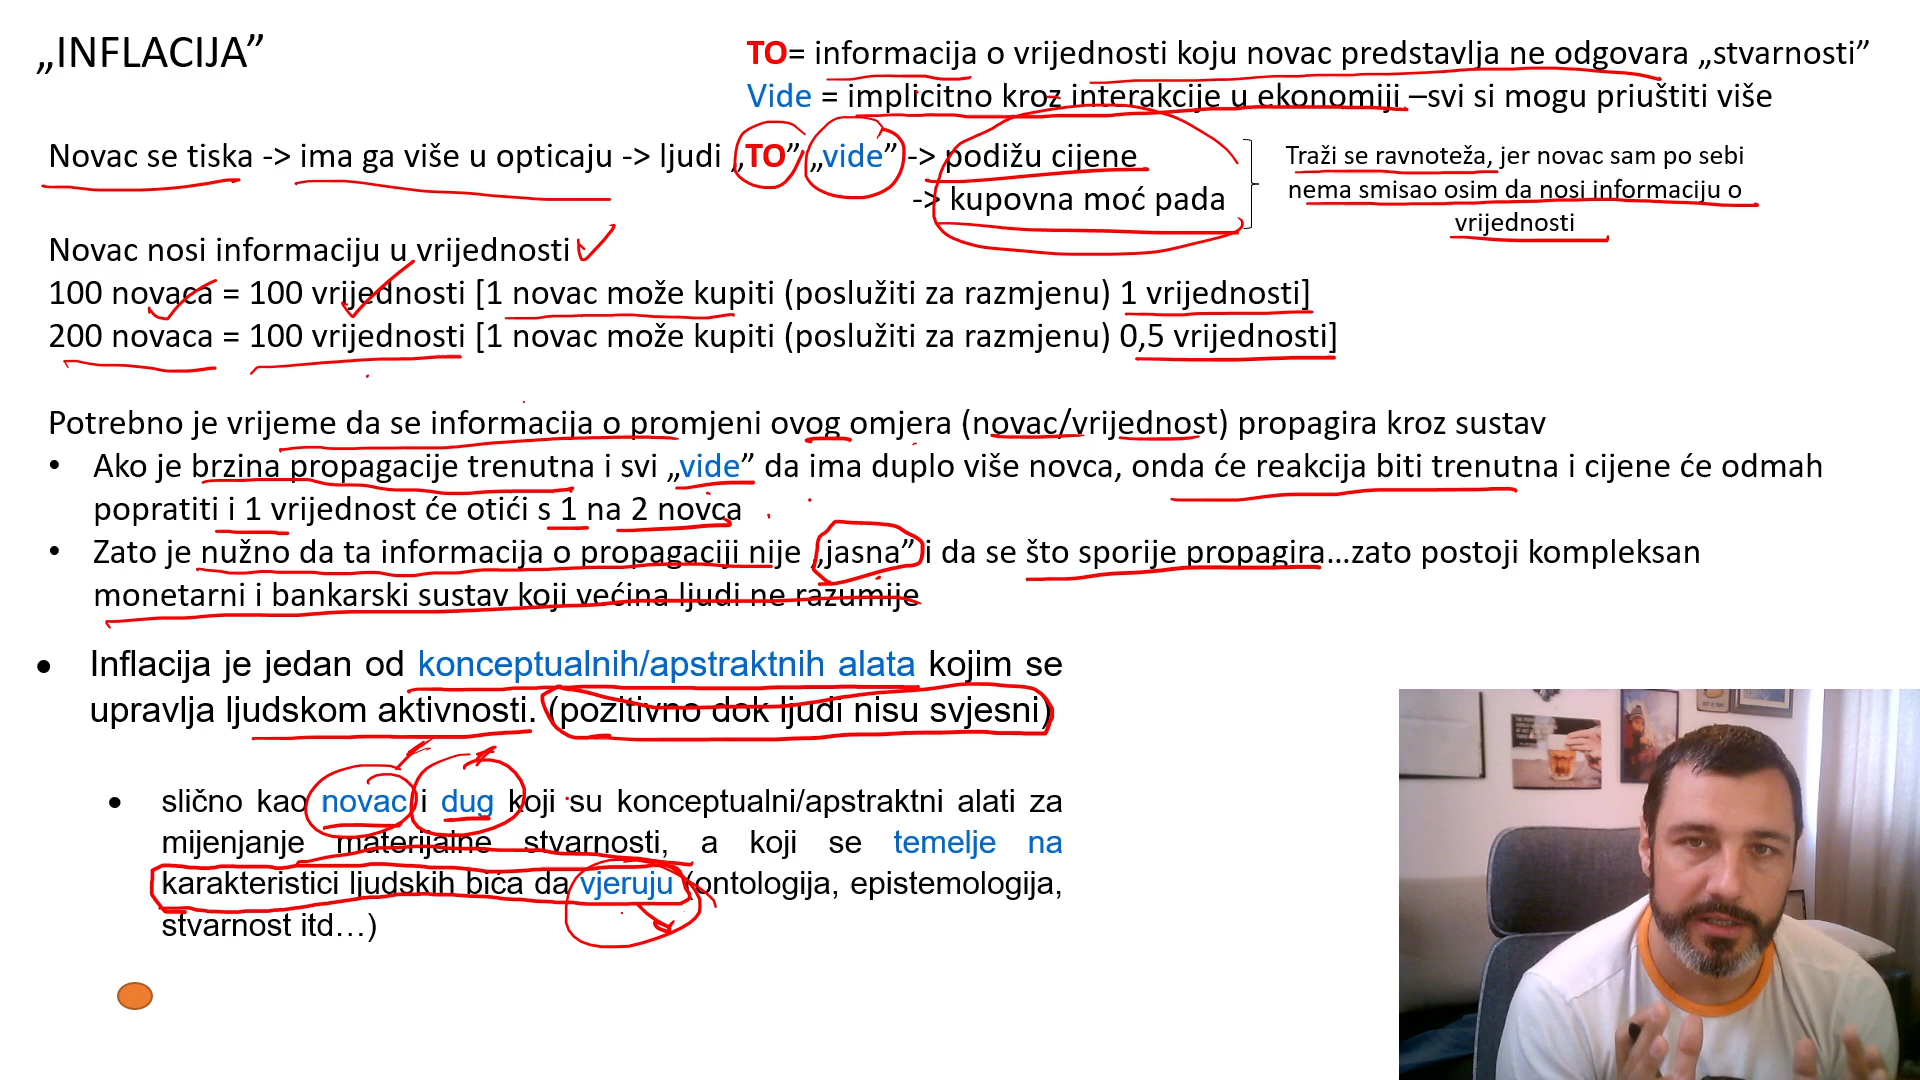 „INFLACIJA”
TO= informacija o vrijednosti koju novac predstavlja ne odgovara „stvarnosti”
Vide = implicitno kroz interakcije u ekonomiji –svi si mogu priuštiti više
Novac se tiska -> ima ga više u opticaju -> ljudi „TO” „vide” -> podižu cijene
-> kupovna moć pada
Traži se ravnoteža, jer novac sam po sebi
nema smisao osim da nosi informaciju o
vrijednosti
Novac nosi informaciju u vrijednosti
100 novaca = 100 vrijednosti [1 novac može kupiti (poslužiti za razmjenu) 1 vrijednosti]
200 novaca = 100 vrijednosti [1 novac može kupiti (poslužiti za razmjenu) 0,5 vrijednosti]
Potrebno je vrijeme da se informacija o promjeni ovog omjera (novac/vrijednost) propagira kroz sustav
• Ako je brzina propagacije trenutna i svi „vide” da ima duplo više novca, onda će reakcija biti trenutna i cijene će odmah
popratiti i 1 vrijednost će otići s 1 na 2 novca
• Zato je nužno da ta informacija o propagaciji nije „jasna” i da se što sporije propagira...zato postoji kompleksan
monetarni i bankarski sustav koji većina ljudi ne razumije
• Inflacija je jedan od konceptualnih/apstraktnih alata kojim se
upravlja ljudskom aktivnosti. (pozitivno dok ljudi nisu svjesni)
• slično kao novac i dug koji su konceptualni/apstraktni alati za
mijenjanje materijalne stvarnosti, a koji se temelje na
karakteristici ljudskih bića da vjeruju (ontologija, epistemologija,
stvarnost itd…)